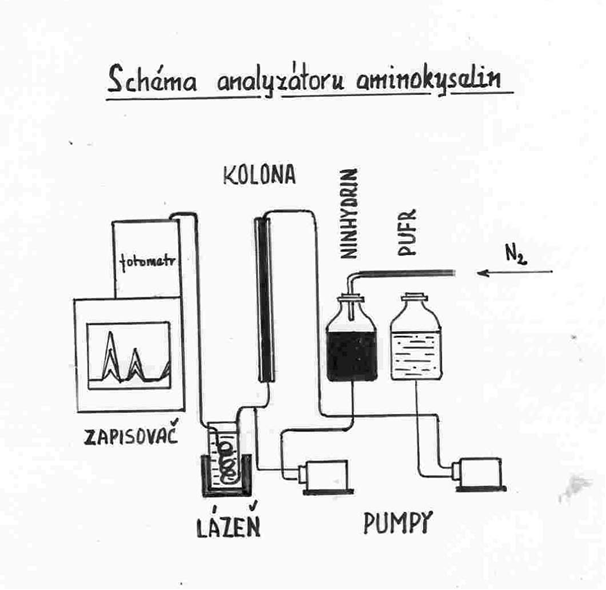 Schéma analyzátoru aminokyselin
KOLONA
NINHYDRIN
PUFR
N₂
fotometr
ZAPISOVAČ
LÁZEŇ
PUMPY